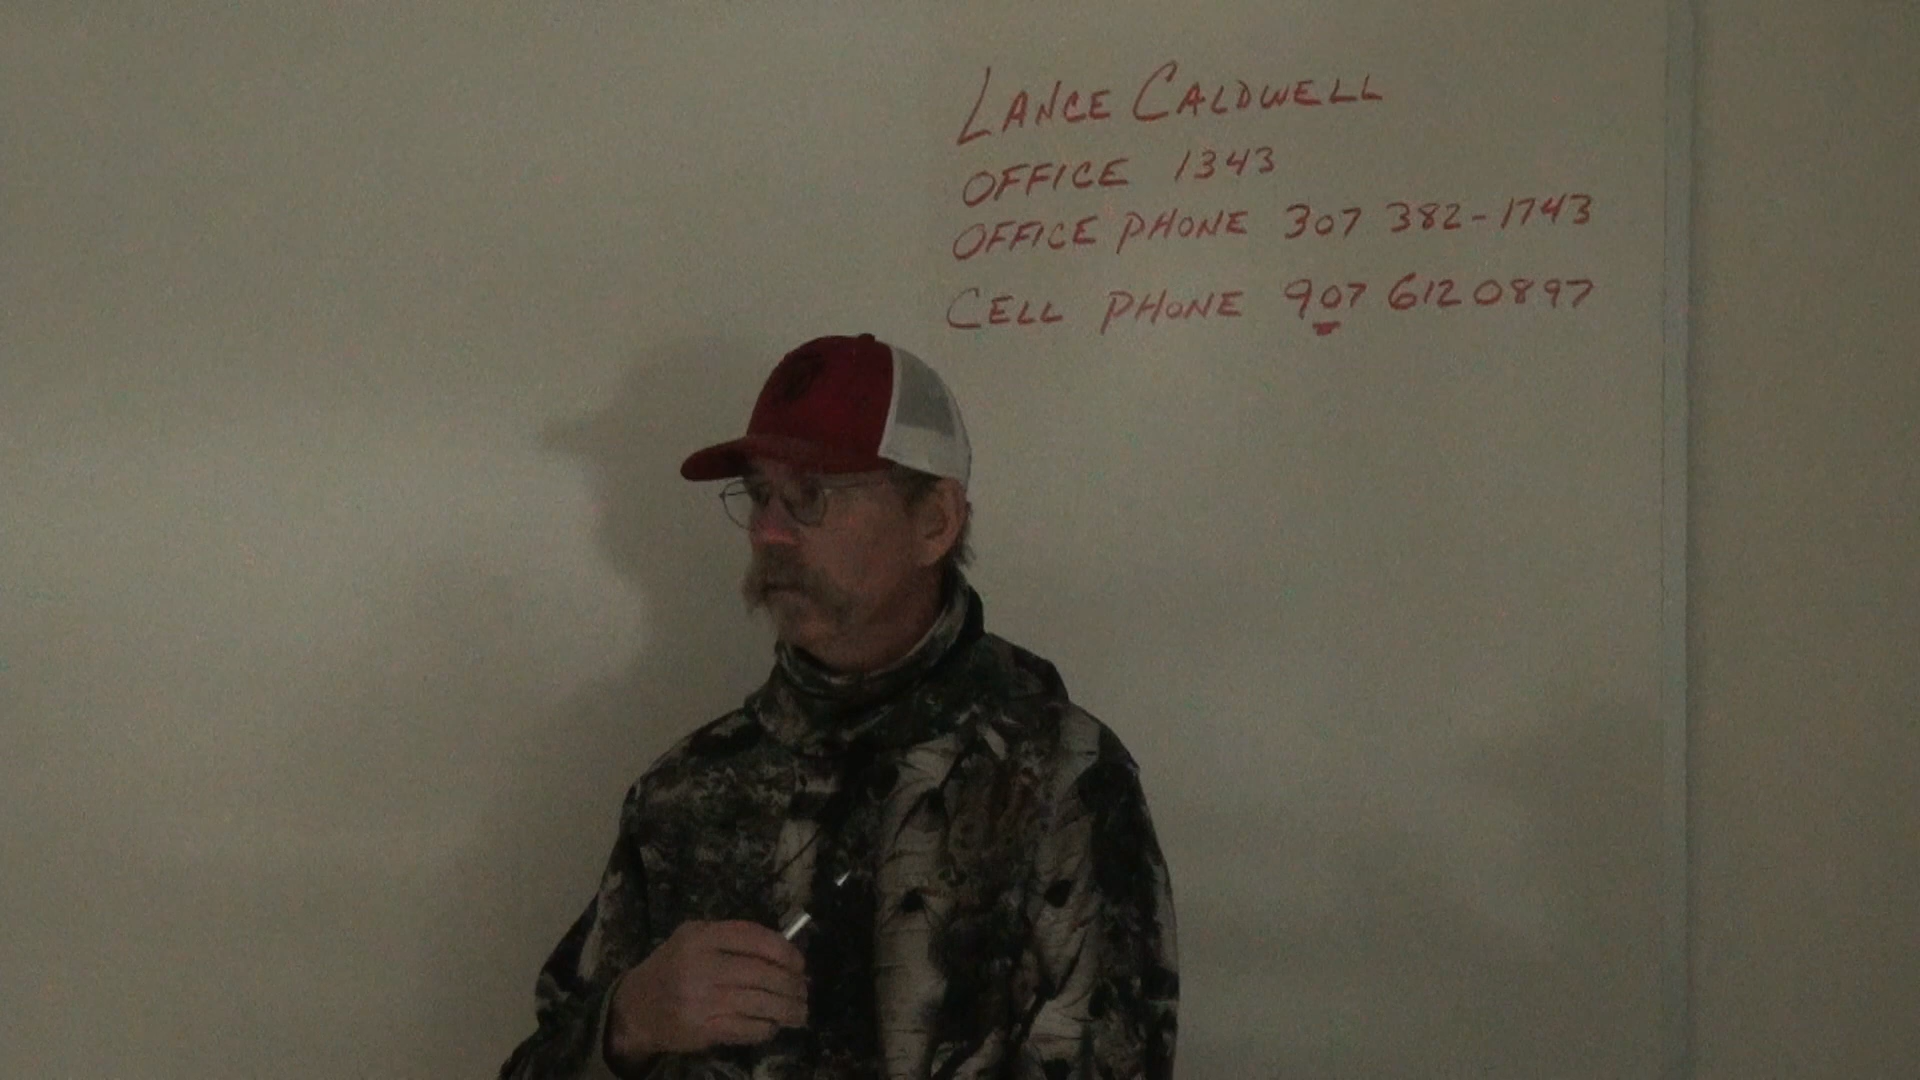 LANCE CALDWELL
OFFICE 1343
OFFICE PHONE 307 382-1743
CELL PHONE 907 612 0897